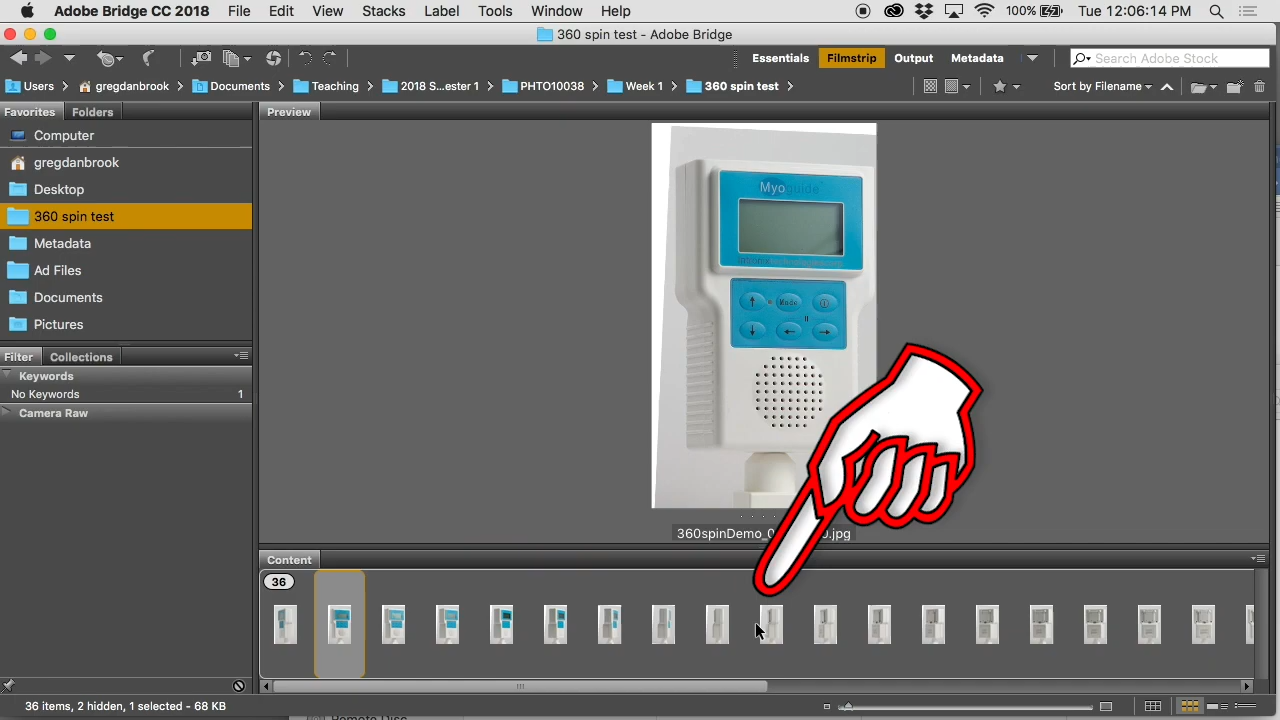 Adobe Bridge CC 2018 File Edit View Stacks Label Tools Window Help 100% Tue 12:06:14 PM
360 spin test - Adobe Bridge
Essentials Filmstrip Output Metadata Search Adobe Stock
Users gregdanbrook Documents Teaching 2018 S...ester 1 PHTO10038 Week 1 360 spin test Sort by Filename
Favorites Folders
Preview
Computer
gregdanbrook
Desktop
360 spin test
Metadata
Ad Files
Documents
Pictures
Filter Collections
Keywords
No Keywords 1
Camera Raw
Myoguide
Mode
360spinDemo_0 0.jpg
Content
36
36 items, 2 hidden, 1 selected - 68 KB